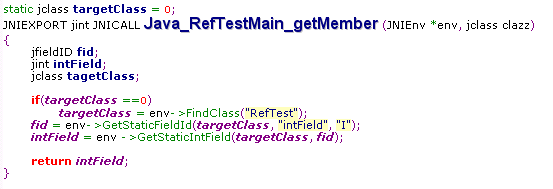 static jclass targetClass = 0;
JNIEXPORT jint JNICALL Java_RefTestMain_getMember (JNIEnv *env, jclass clazz)
{
jfieldID fid;
jint intField;
jclass tagetClass;
if(targetClass ==0)
targetClass = env->FindClass("RefTest");
fid = env->GetStaticFieldId(targetClass, "intField", "I");
intField = env ->GetStaticIntField(targetClass, fid);
return intField;
}